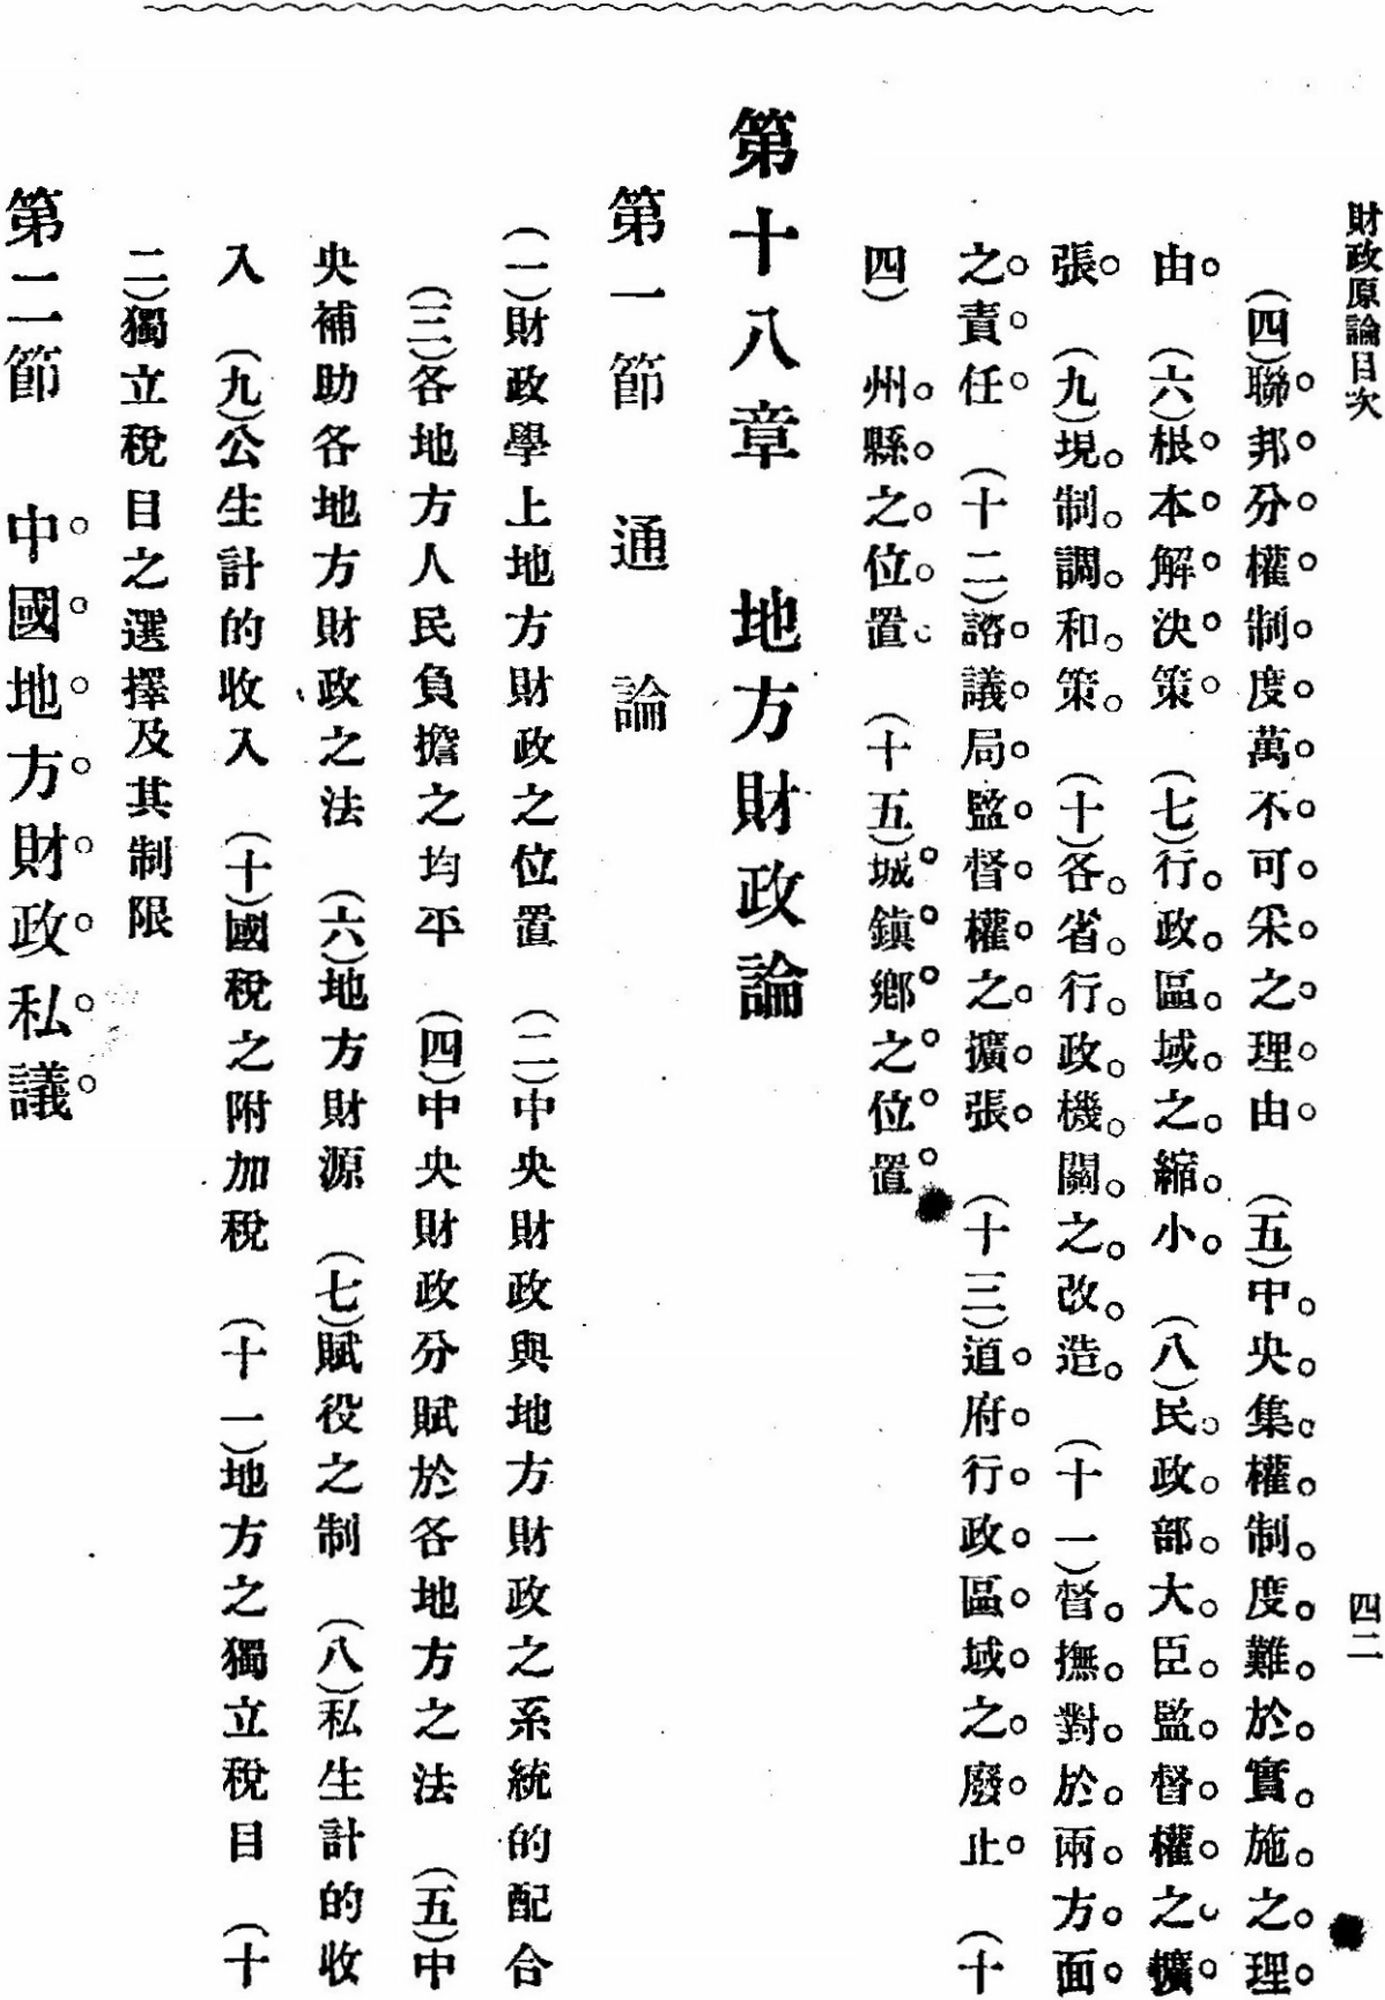 財政原論目次　四二
（四）聯邦分權制度萬不可采之理由　（五）中央集權制度難於實施之理
由　（六）根本解決策　（七）行政區域之縮小　（八）民政部大臣監督權之擴
張　（九）現制調和策　（十）各省行政機關之改造　（十一）督撫對於兩方面
之責任　（十二）諮議局監督權之擴張　（十三）道府行政區域之廢止　（十
四）州縣之位置　（十五）城鎮鄉之位置
第十八章　地方財政論
第一節　通論
（一）財政學上地方財政之位置　（二）中央財政與地方財政之系統的配合
（三）各地方人民負擔之均平　（四）中央財政分賦於各地方之法　（五）中
央補助各地方財政之法　（六）地方財源　（七）賦役之制　（八）私生計的收
入　（九）公生計的收入　（十）國稅之附加稅　（十一）地方之獨立稅目　（十
二）獨立稅目之選擇及其制限
第二節　中國地方財政私議